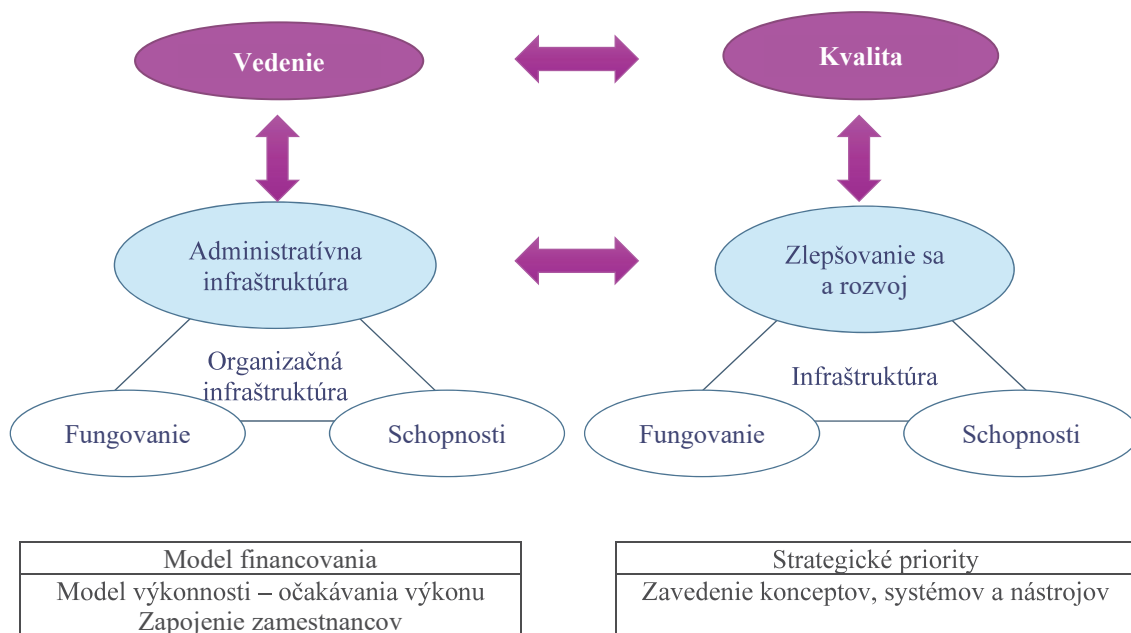 Vedenie
Kvalita
Administratívna
infraštruktúra
Zlepšovanie sa
a rozvoj
Organizačná
infraštruktúra
Infraštruktúra
Fungovanie
Schopnosti
Fungovanie
Schopnosti
Model financovania
Model výkonnosti – očakávania výkonu
Zapojenie zamestnancov
Strategické priority
Zavedenie konceptov, systémov a nástrojov